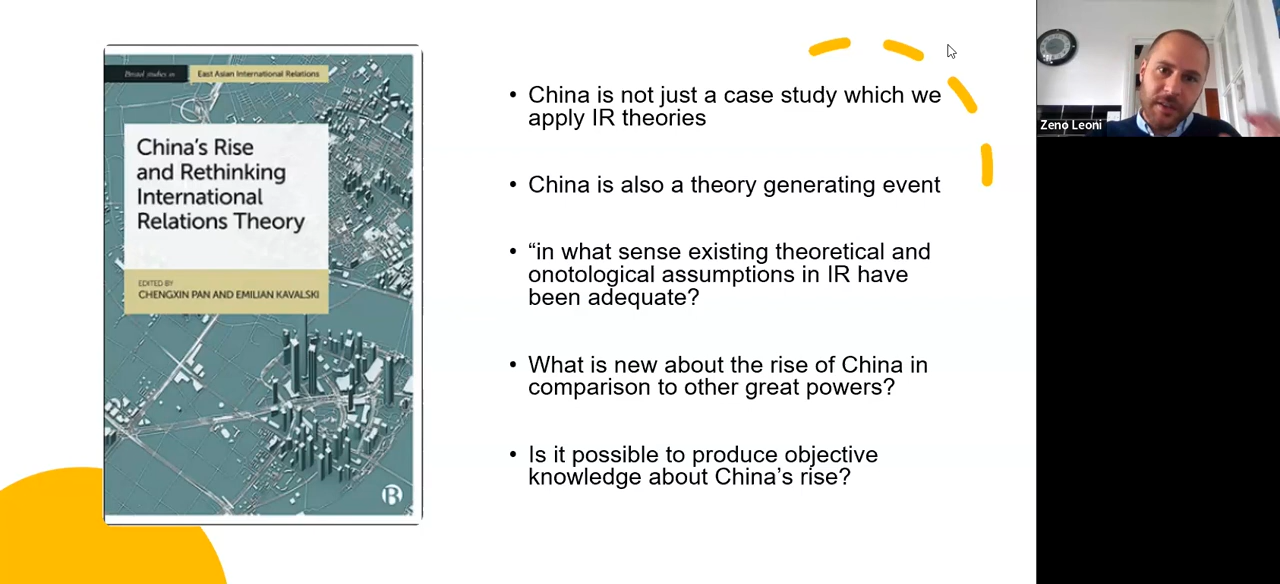 Bristol studies in East Asian International Relations
China's Rise
and Rethinking
International
Relations Theory
EDITED BY
CHENGXIN PAN AND EMILIAN KAVALSKI
B
• China is not just a case study which we
apply IR theories
• China is also a theory generating event
• “in what sense existing theoretical and
onotological assumptions in IR have
been adequate?
• What is new about the rise of China in
comparison to other great powers?
• Is it possible to produce objective
knowledge about China’s rise?
Zeno Leoni